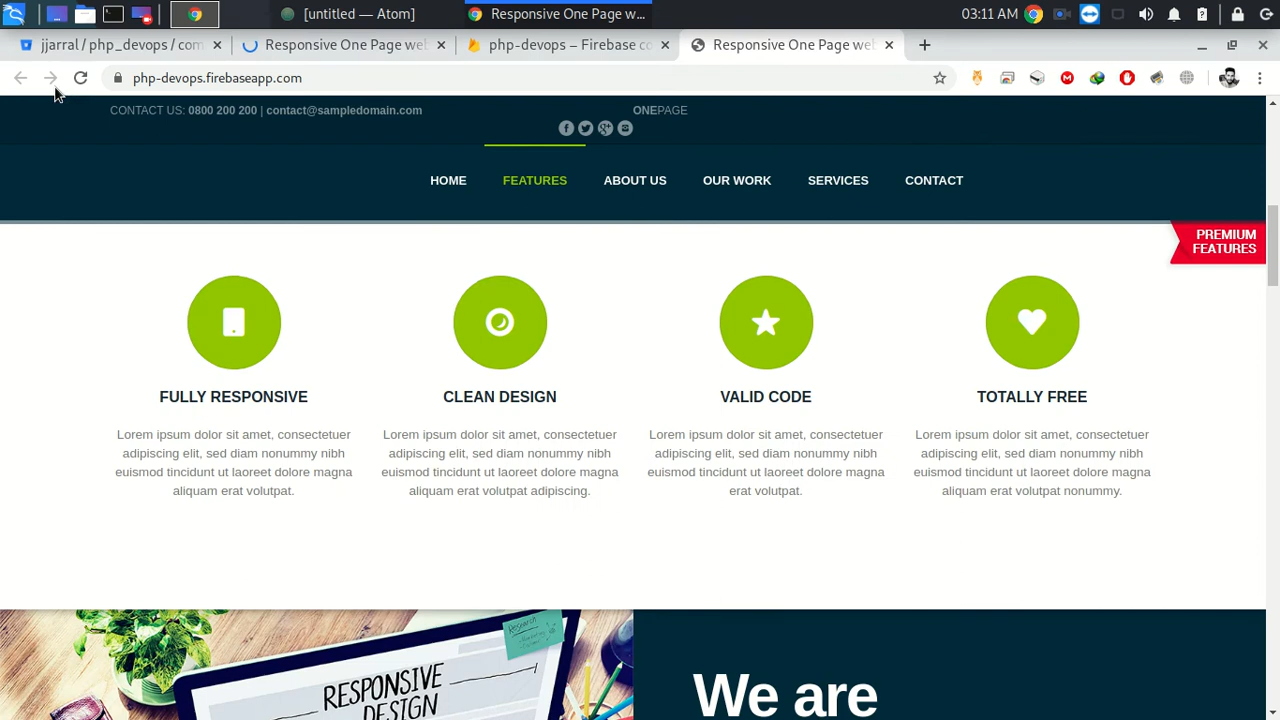 [untitled — Atom]
Responsive One Page w...
03:11 AM
jjarral / php_devops / com
Responsive One Page web
php-devops – Firebase co
Responsive One Page web
php-devops.firebaseapp.com
CONTACT US: 0800 200 200 | contact@sampledomain.com
ONEPAGE
HOME
FEATURES
ABOUT US
OUR WORK
SERVICES
CONTACT
PREMIUM
FEATURES
FULLY RESPONSIVE
Lorem ipsum dolor sit amet, consectetuer
adipiscing elit, sed diam nonummy nibh
euismod tincidunt ut laoreet dolore magna
aliquam erat volutpat.
CLEAN DESIGN
Lorem ipsum dolor sit amet, consectetuer
adipiscing elit, sed diam nonummy nibh
euismod tincidunt ut laoreet dolore magna
aliquam erat volutpat adipiscing.
VALID CODE
Lorem ipsum dolor sit amet, consectetuer
adipiscing elit, sed diam nonummy nibh
euismod tincidunt ut laoreet dolore magna
erat volutpat.
TOTALLY FREE
Lorem ipsum dolor sit amet, consectetuer
adipiscing elit, sed diam nonummy nibh
euismod tincidunt ut laoreet dolore magna
aliquam erat volutpat nonummy.
Research
RESPONSIVE
DESIGN
We are